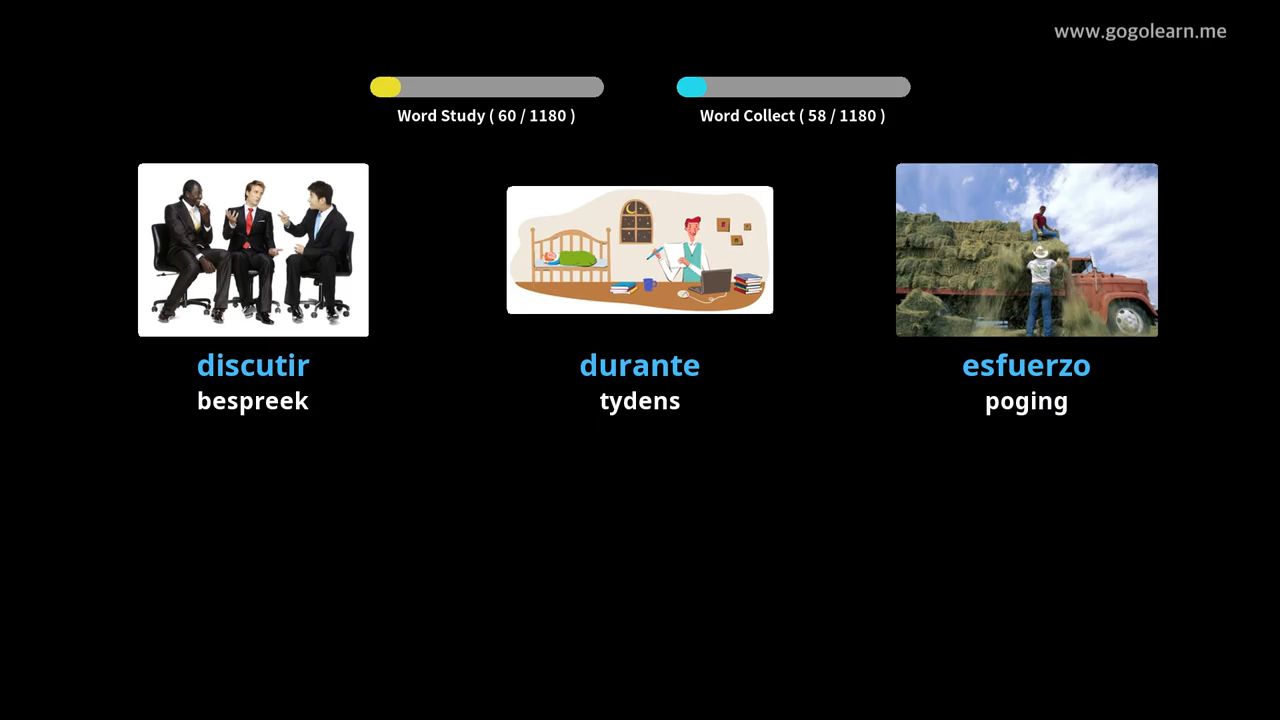 www.gogolearn.me
Word Study ( 60 / 1180 )
Word Collect ( 58 / 1180 )
discutir
bespreek
durante
tydens
esfuerzo
poging